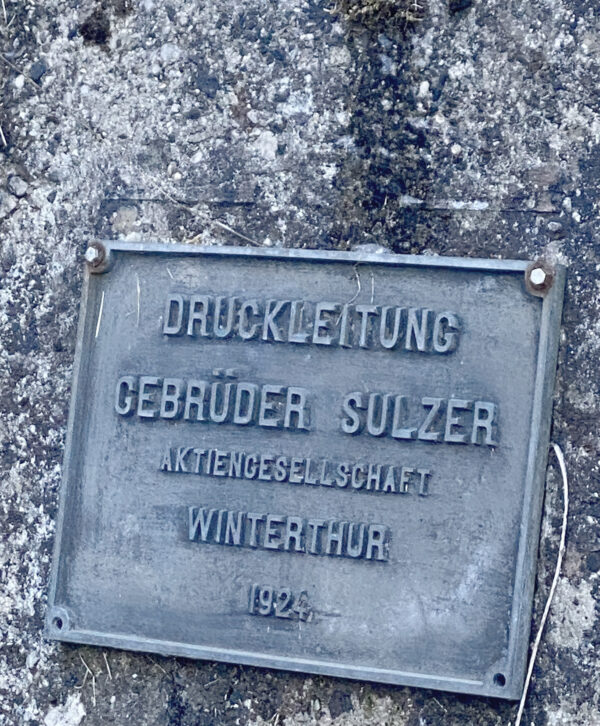 DRUCKLEITUNG
GEBRÜDER SULZER
AKTIENGESELLSCHAFT
WINTERTHUR
1924.